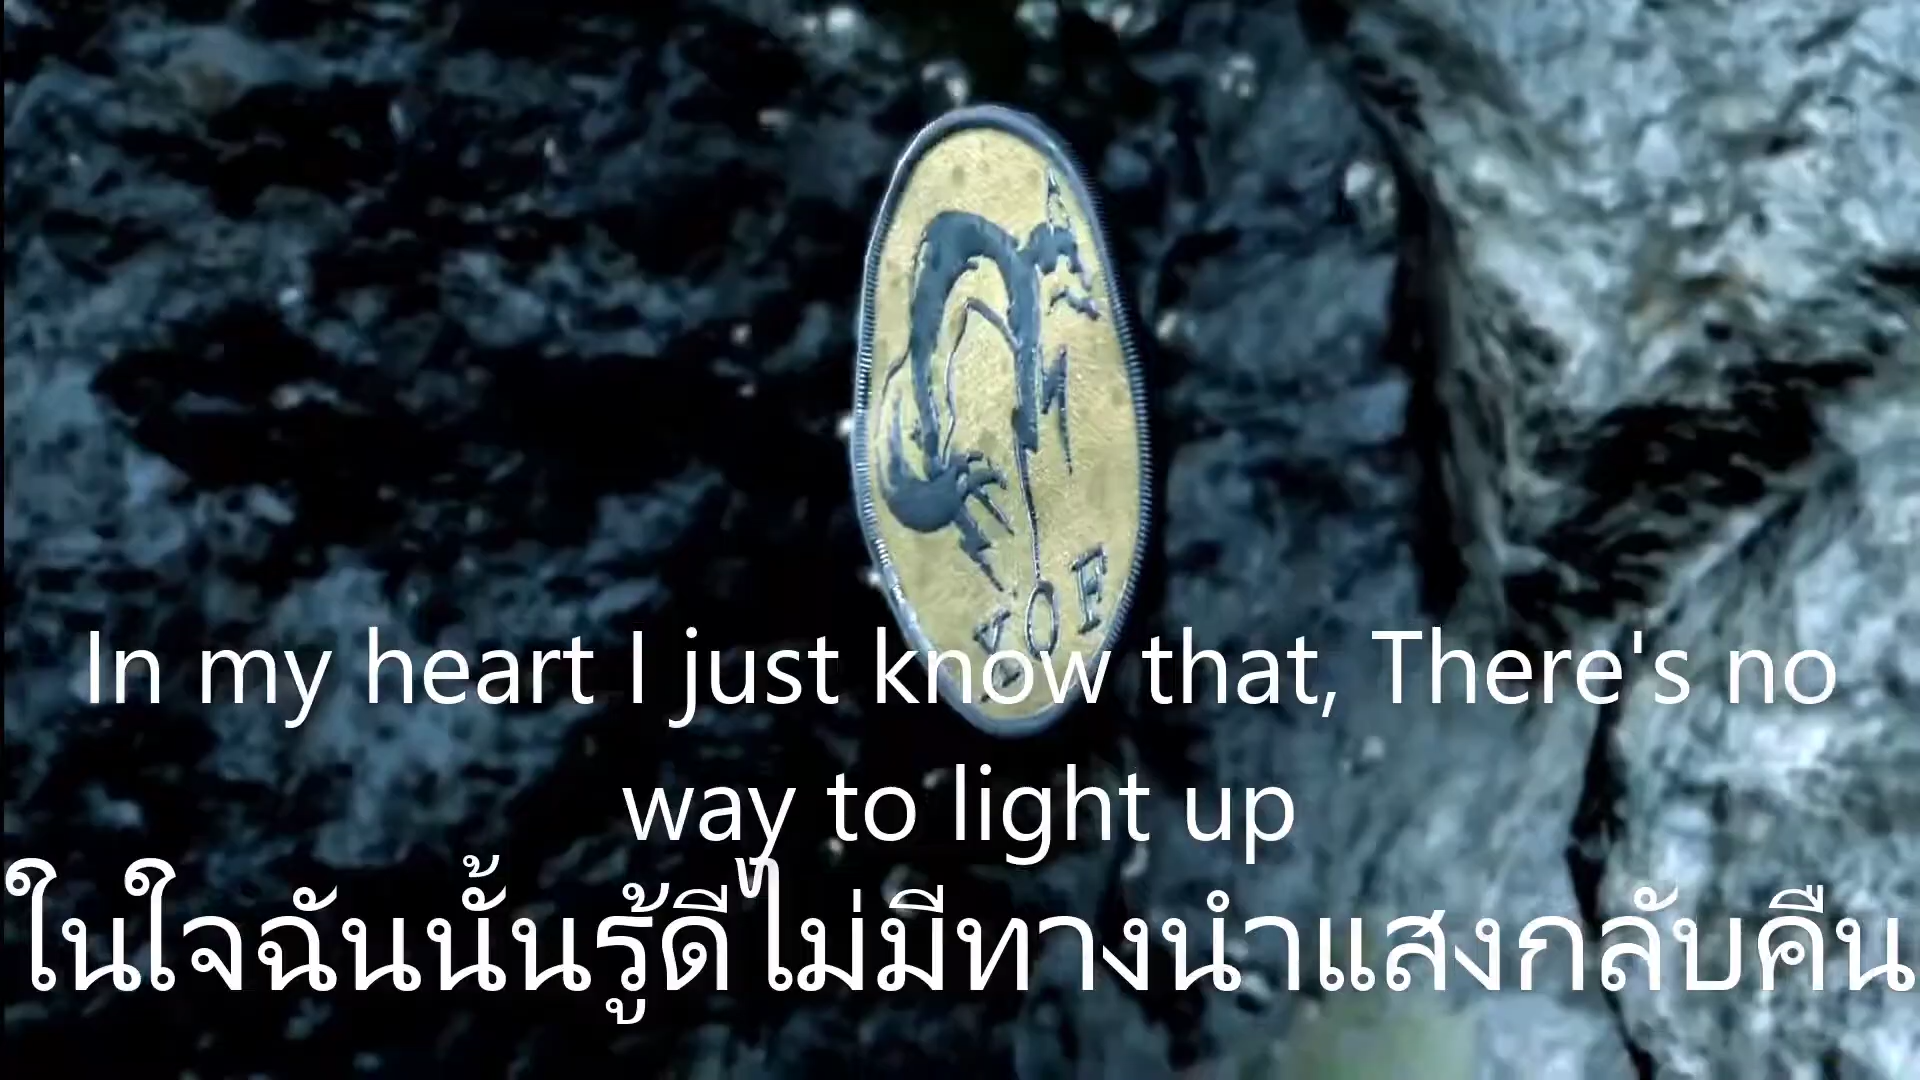 In my heart I just know that, There's no
way to light up
ในใจฉันนั้นรู้ดีไม่มีทางนำแสงกลับคืน